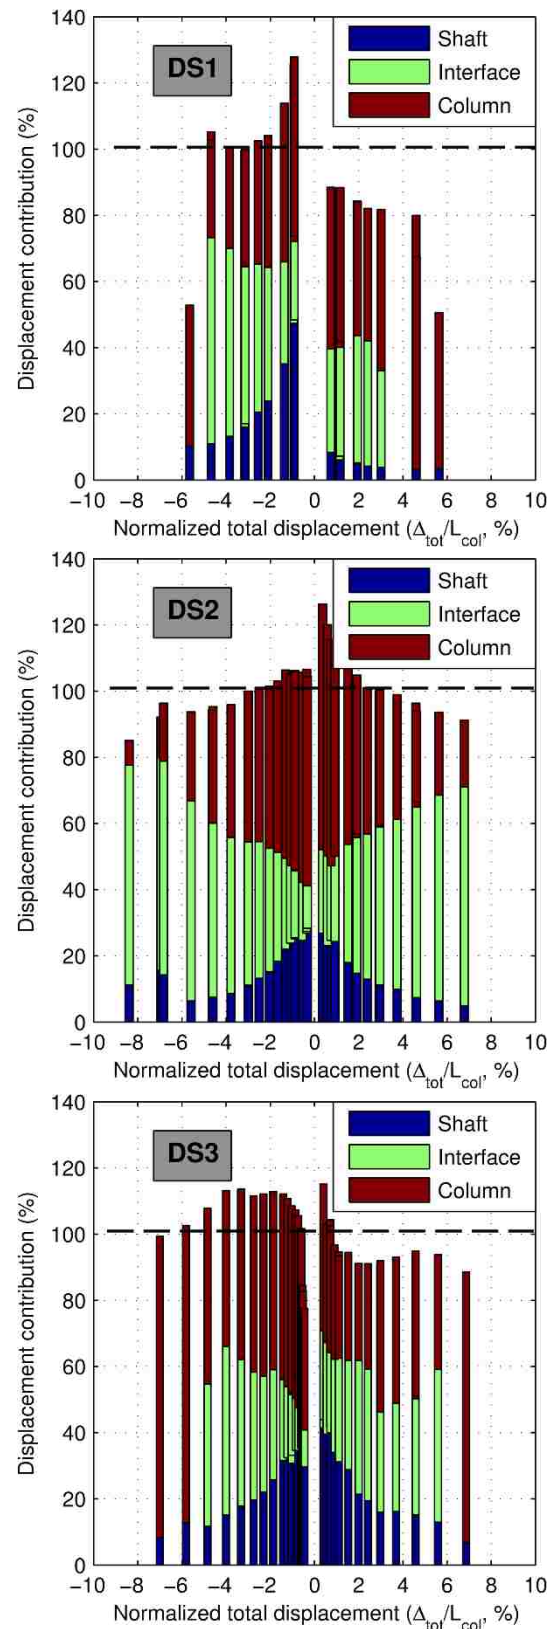 140
120
100
80
60
40
20
0
Displacement contribution (%)
DS1
Shaft
Interface
Column
−10 −8 −6 −4 −2 0 2 4 6 8 10
Normalized total displacement (Δtot/Lcol, %)
140
120
100
80
60
40
20
0
Displacement contribution (%)
DS2
Shaft
Interface
Column
−10 −8 −6 −4 −2 0 2 4 6 8 10
Normalized total displacement (Δtot/Lcol, %)
140
120
100
80
60
40
20
0
Displacement contribution (%)
DS3
Shaft
Interface
Column
−10 −8 −6 −4 −2 0 2 4 6 8 10
Normalized total displacement (Δtot/Lcol, %)